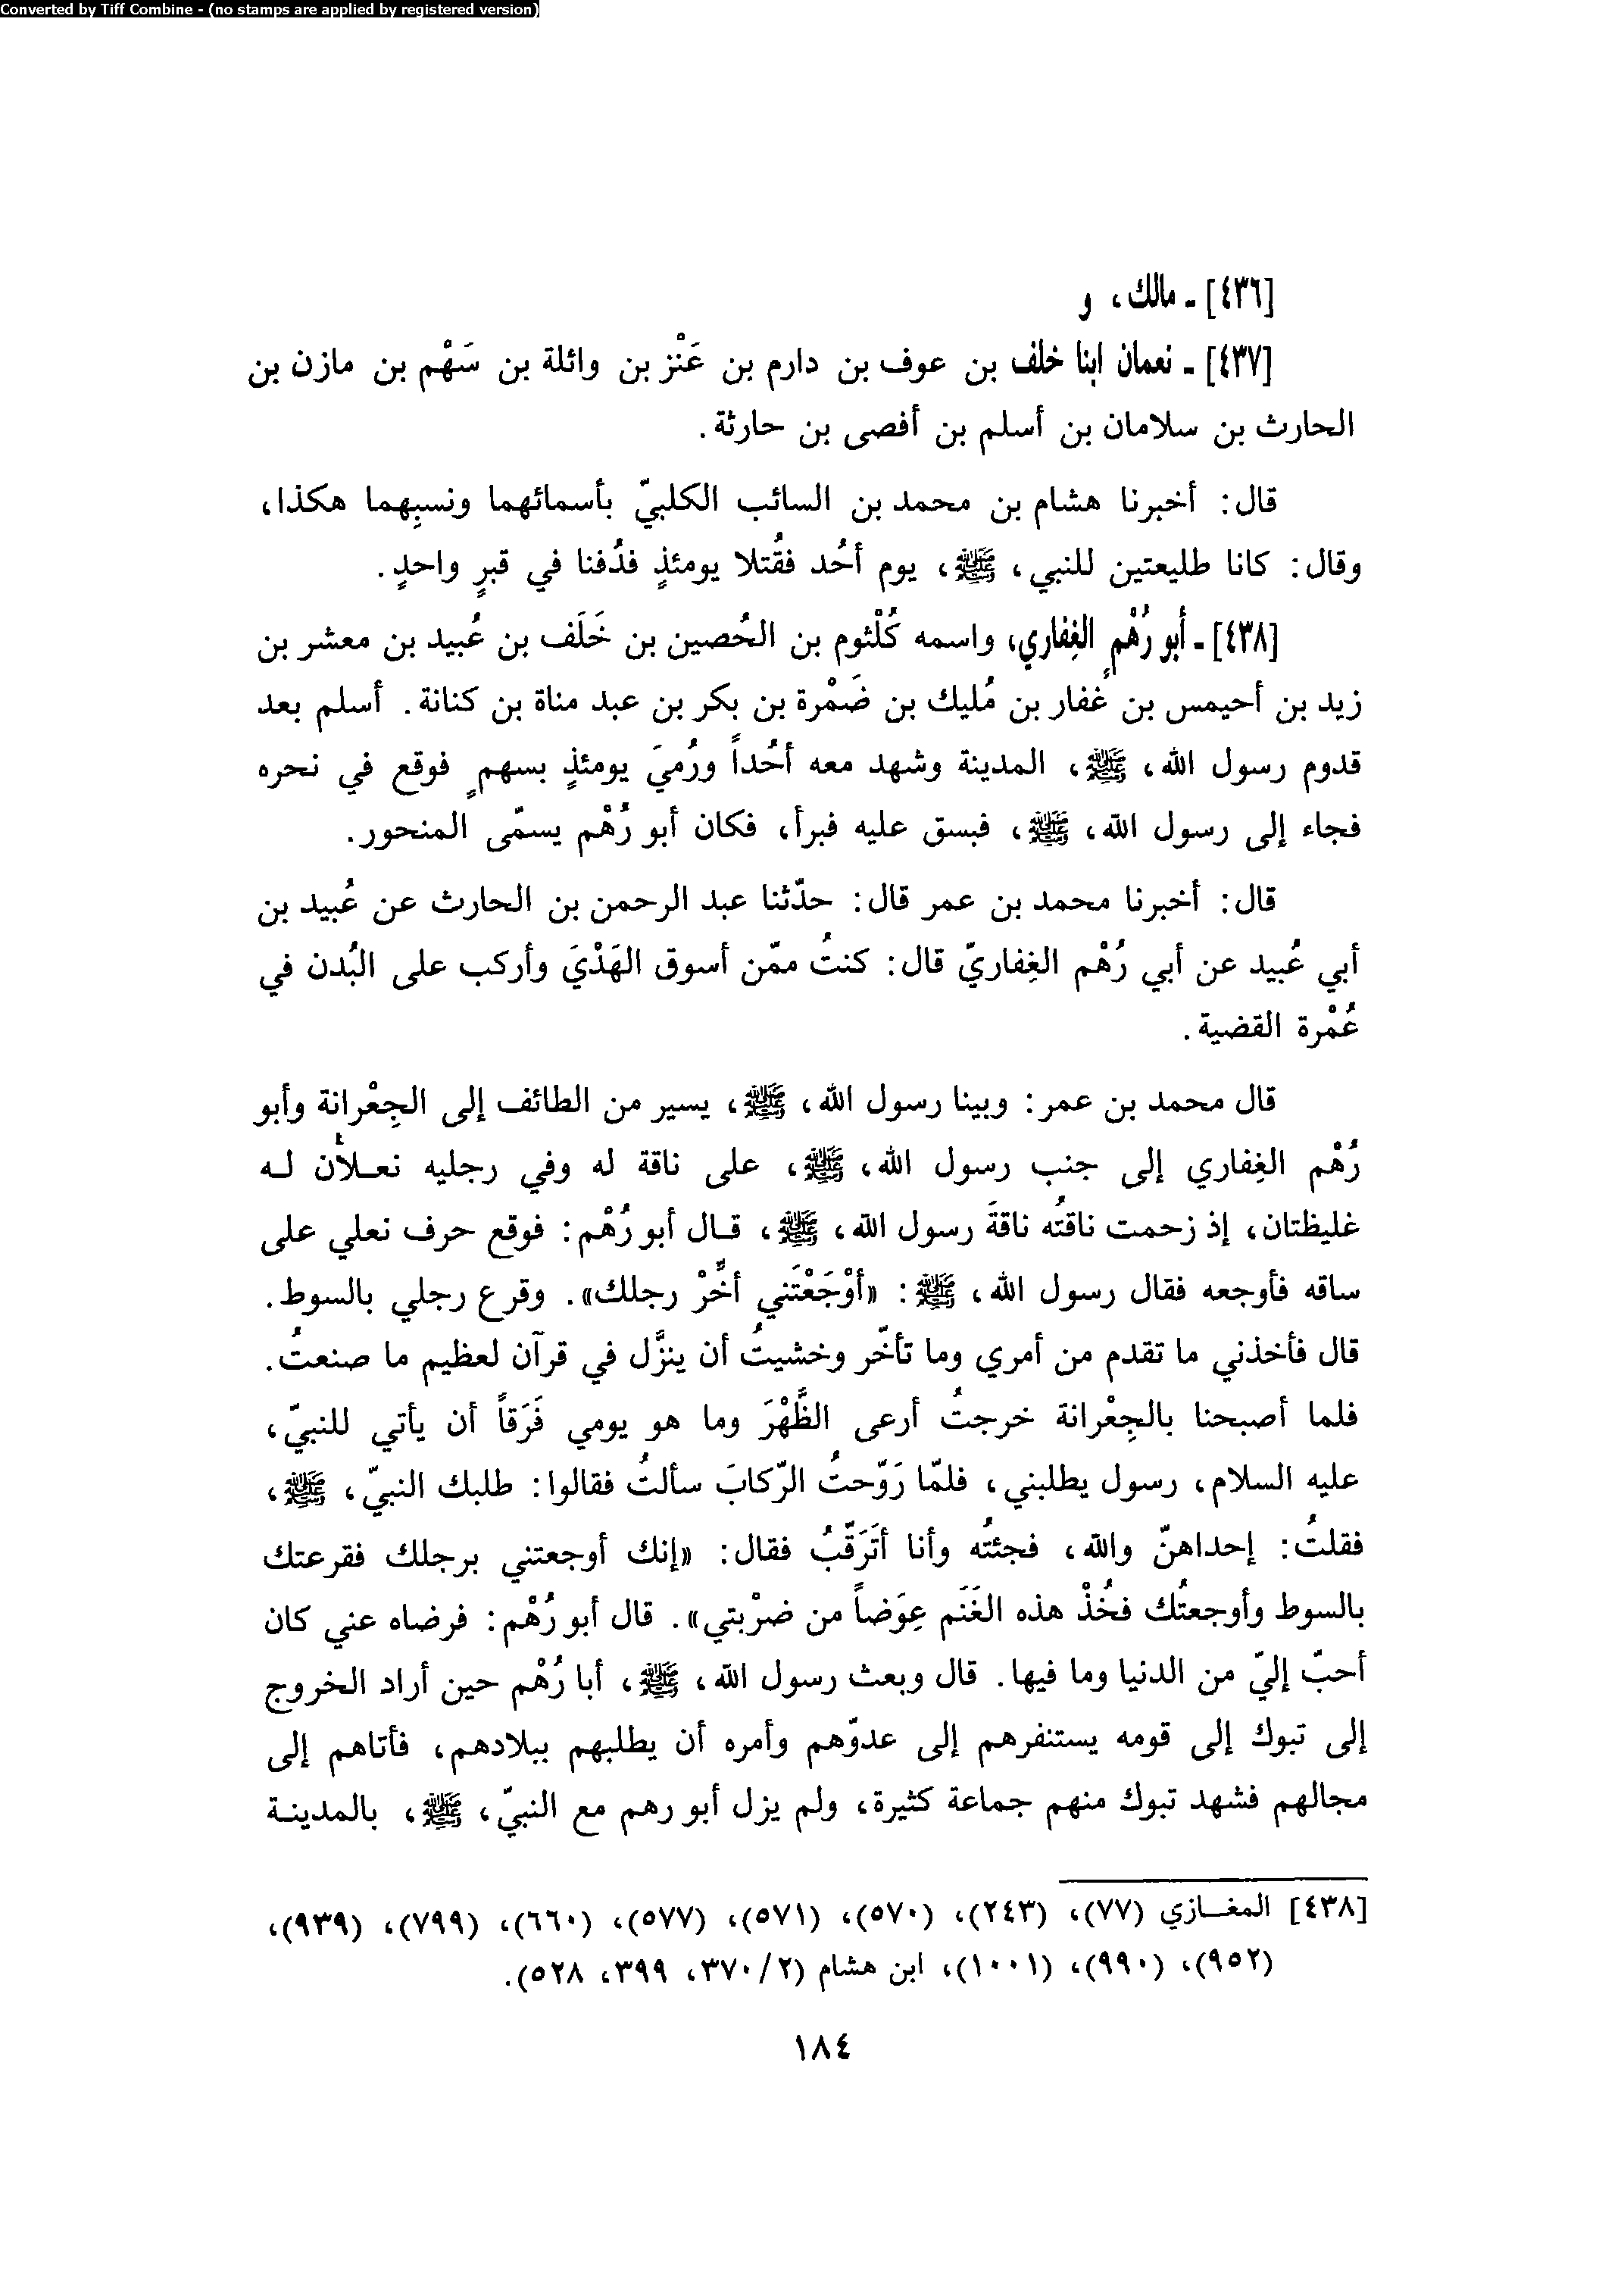 Converted by Tiff Combine - (no stamps are applied by registered version)
[٤٣٦] ـ مالك، و
[٤٣٧] ـ نعمان ابنا خلف بن عوف بن دارم بن عَنْز بن وائلة بن سَهْم بن مازن بن
الحارث بن سلامان بن أسلم بن أفصى بن حارثة.
قال: أخبرنا هشام بن محمد بن السائب الكلبيّ بأسمائهما ونسبِهما هكذا،
وقال: كانا طليعتين للنبي، ﷺ، يوم أُحُد فقُتلا يومئذٍ فدُفنا في قبرٍ واحدٍ.
[٤٣٨] ـ أبو رُهْمٍ الغِفاري، واسمه كُلْثوم بن الحُصين بن خَلَف بن عُبيد بن معشر بن
زيد بن أحيمس بن غفار بن مُليك بن ضَمْرة بن بكر بن عبد مناة بن كنانة. أسلم بعد
قدوم رسول الله، ﷺ، المدينة وشهد معه أُحُداً ورُميَ يومئذٍ بسهمٍ فوقع في نحره
فجاء إلى رسول الله، ﷺ، فبسق عليه فبرأ، فكان أبو رُهْم يسمّى المنحور.
قال: أخبرنا محمد بن عمر قال: حدّثنا عبد الرحمن بن الحارث عن عُبيد بن
أبي عُبيد عن أبي رُهْم الغِفاريّ قال: كنتُ ممّن أسوق الهَدْيَ وأركب على البُدن في
عُمْرة القضية.
قال محمد بن عمر: وبينا رسول الله، ﷺ، يسير من الطائف إلى الجِعْرانة وأبو
رُهْم الغِفاري إلى جنب رسول الله، ﷺ، على ناقة له وفي رجليه نعـلأن لـه
غليظتان، إذ زحمت ناقتُه ناقةَ رسول الله، ﷺ، قـال أبو رُهْم: فوقع حرف نعلي على
ساقه فأوجعه فقال رسول الله، ﷺ: «أوْجَعْتَني أخِّرْ رجلك». وقرع رجلي بالسوط.
قال فأخذني ما تقدم من أمري وما تأخّر وخشيتُ أن ينزَّل في قرآن لعظيم ما صنعتُ.
فلما أصبحنا بالجِعْرانة خرجتُ أرعى الظَّهْرَ وما هو يومي فَرَقاً أن يأتي للنبيّ،
عليه السلام، رسول يطلبني، فلمّا رَوّحتُ الرّكابَ سألتُ فقالوا: طلبك النبيّ، ﷺ،
فقلتُ: إحداهنّ والله، فجئتُه وأنا أتَرَقّبُ فقال: «إنك أوجعتني برجلك فقرعتك
بالسوط وأوجعتُك فخُذْ هذه الغَنَم عِوَضاً من ضرْبتي». قال أبو رُهْم: فرضاه عني كان
أحبّ إليّ من الدنيا وما فيها. قال وبعث رسول الله، ﷺ، أبا رُهْم حين أراد الخروج
إلى تبوك إلى قومه يستنفرهم إلى عدوّهم وأمره أن يطلبهم ببلادهم، فأتاهم إلى
مجالهم فشهد تبوك منهم جماعة كثيرة، ولم يزل أبو رهم مع النبيّ، ﷺ، بالمدينـة
[٤٣٨] المغـازي (٧٧)، (٢٤٣)، (٥٧٠)، (٥٧١)، (٥٧٧)، (٦٦٠)، (٧٩٩)، (٩٣٩)،
(٩٥٢)، (٩٩٠)، (١٠٠١)، ابن هشام (٢/ ٣٧٠، ٣٩٩، ٥٢٨).
١٨٤